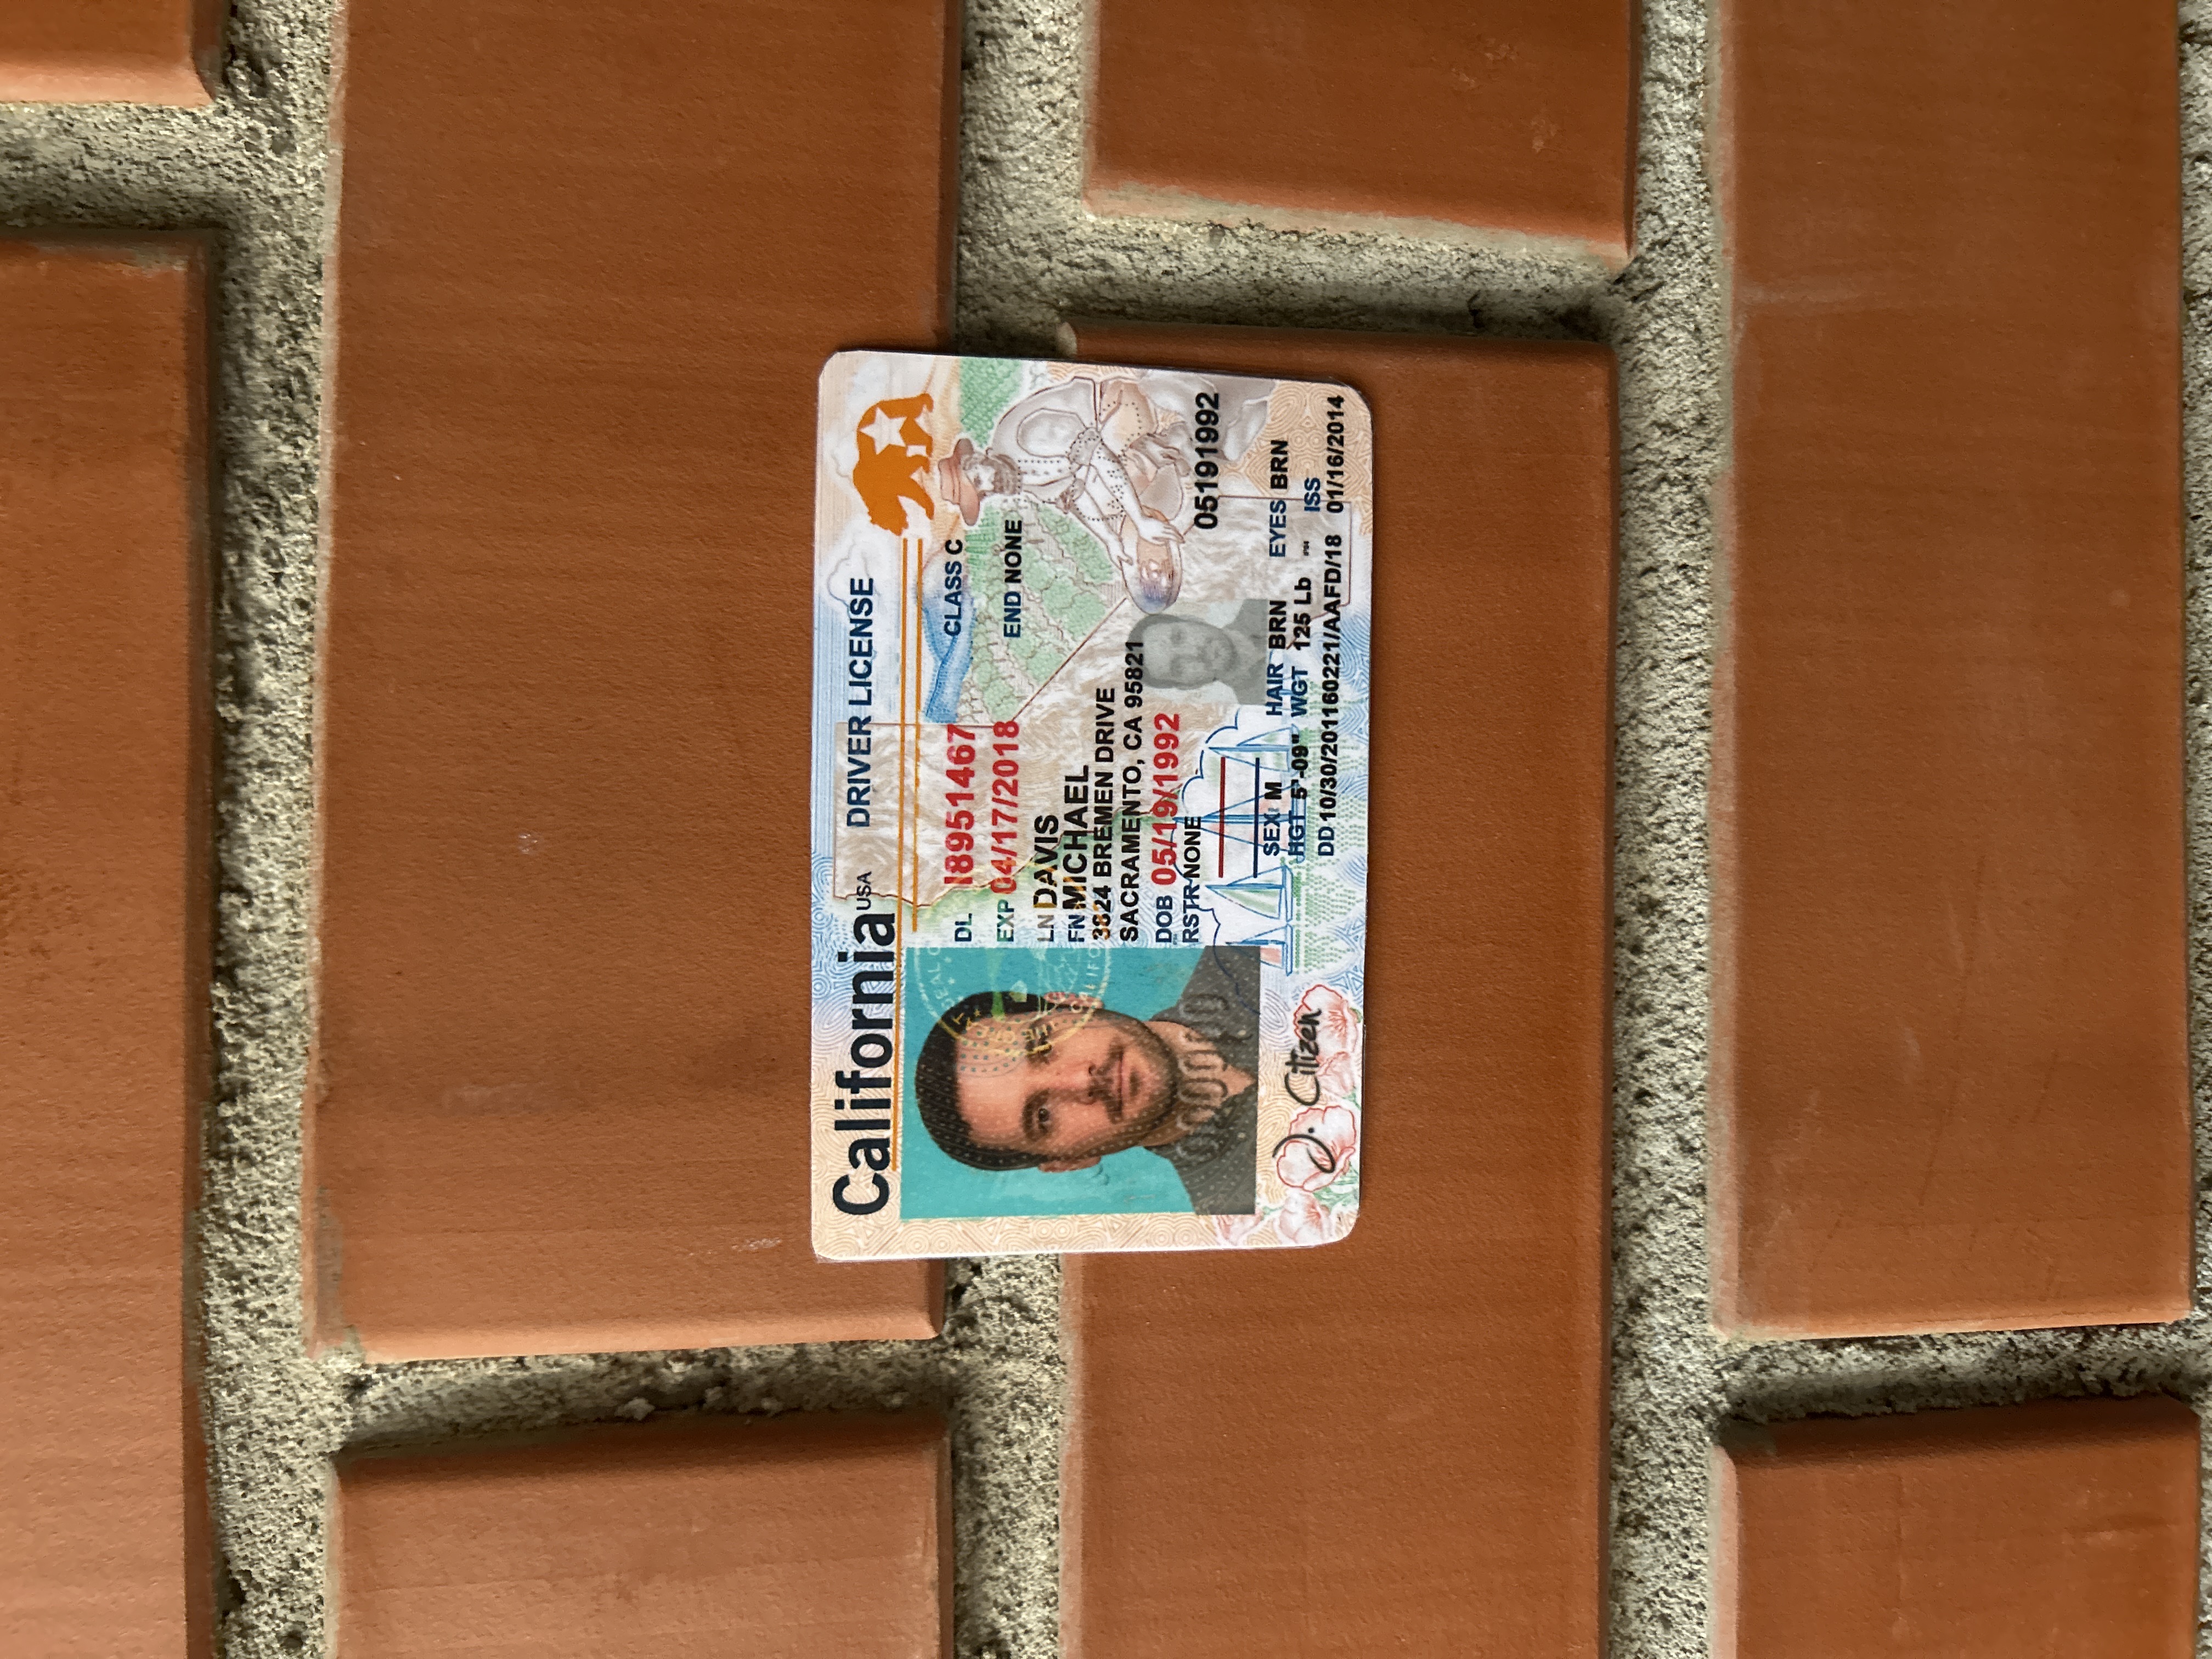 California USA DRIVER LICENSE
DL I8951467 CLASS C
EXP 04/17/2018 END NONE
LN DAVIS
FN MICHAEL
3824 BREMEN DRIVE
SACRAMENTO, CA 95821
DOB 05/19/1992
RSTR NONE
05191992
SEX M HAIR BRN EYES BRN
HGT 5'-09" WGT 125 Lb ISS
DD 10/30/201160221/AAFD/18 01/16/2014
J. Citizen